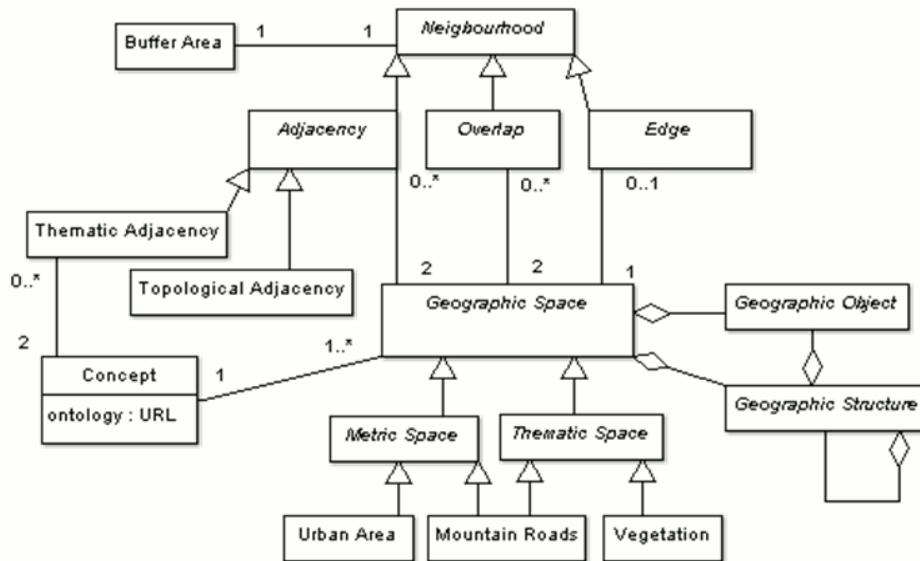 Neighbourhood
Buffer Area
1
1
Adjacency
Overlap
Edge
0..*
0..*
0..1
Thematic Adjacency
Topological Adjacency
0..*
2
2
1
Geographic Space
Geographic Object
2
1..*
Concept
1
ontology : URL
Geographic Structure
Metric Space
Thematic Space
Urban Area
Mountain Roads
Vegetation